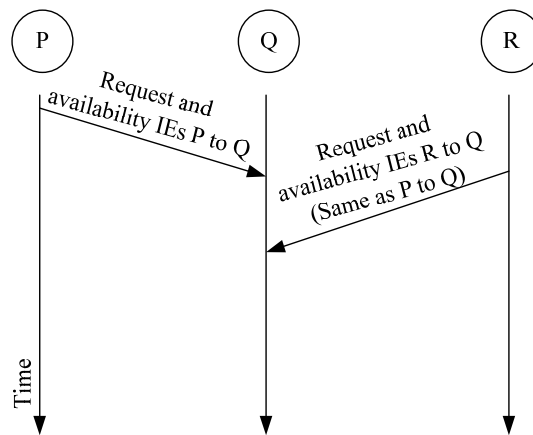 P
Q
R
Request and
availability IEs P to Q
Request and
availability IEs R to Q
(Same as P to Q)
Time